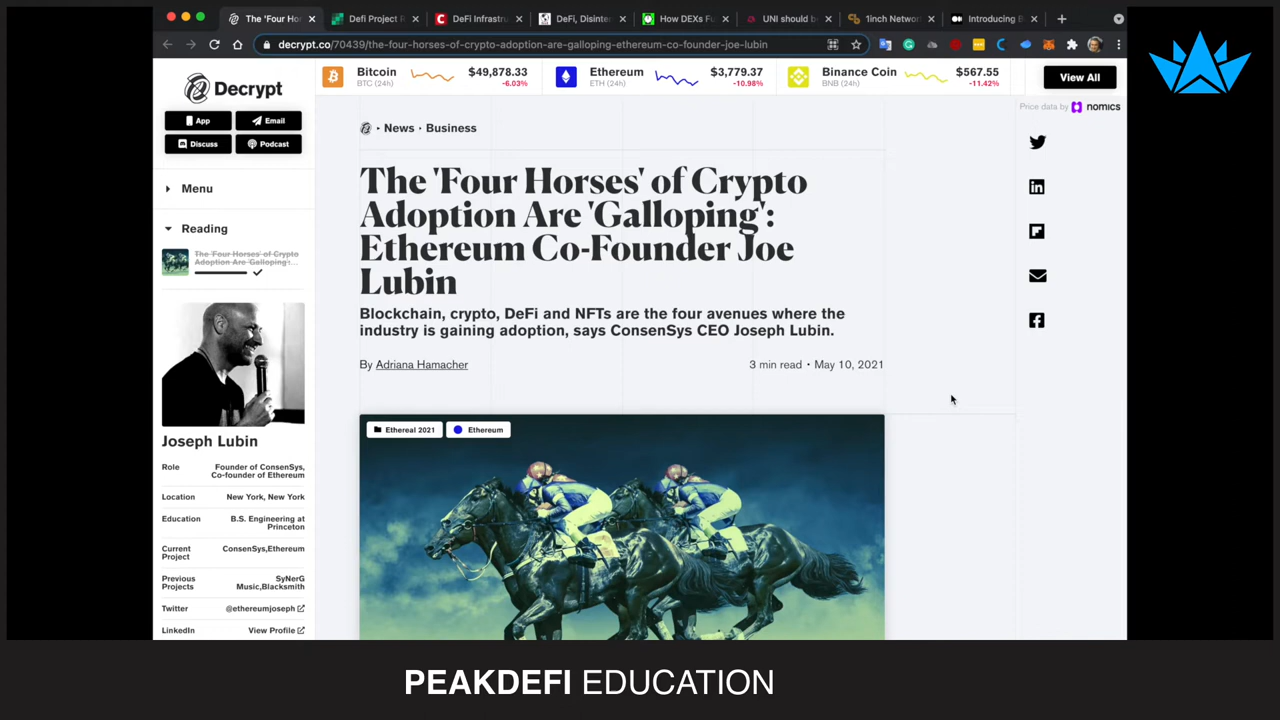 The 'Four Hor
Defi Project R
DeFi Infrastru
DeFi, Disinter
How DEXs Fu
UNI should b
1inch Networ
Introducing B
decrypt.co/70439/the-four-horses-of-crypto-adoption-are-galloping-ethereum-co-founder-joe-lubin
Decrypt
App Email
Discuss Podcast
Menu
Reading
The 'Four Horses of Crypto
Adoption Are 'Galloping':...
Joseph Lubin
Role Founder of ConsenSys,
Co-founder of Ethereum
Location New York, New York
Education B.S. Engineering at
Princeton
Current ConsenSys,Ethereum
Project
Previous SyNerG
Projects Music,Blacksmith
Twitter @ethereumjoseph
LinkedIn View Profile
Bitcoin $49,878.33
BTC (24h) -6.03%
Ethereum $3,779.37
ETH (24h) -10.98%
Binance Coin $567.55
BNB (24h) -11.42%
View All
Price data by nomics
· News · Business
The 'Four Horses' of Crypto
Adoption Are 'Galloping':
Ethereum Co-Founder Joe
Lubin
Blockchain, crypto, DeFi and NFTs are the four avenues where the
industry is gaining adoption, says ConsenSys CEO Joseph Lubin.
By Adriana Hamacher 3 min read · May 10, 2021
Ethereal 2021 Ethereum
PEAKDEFI EDUCATION